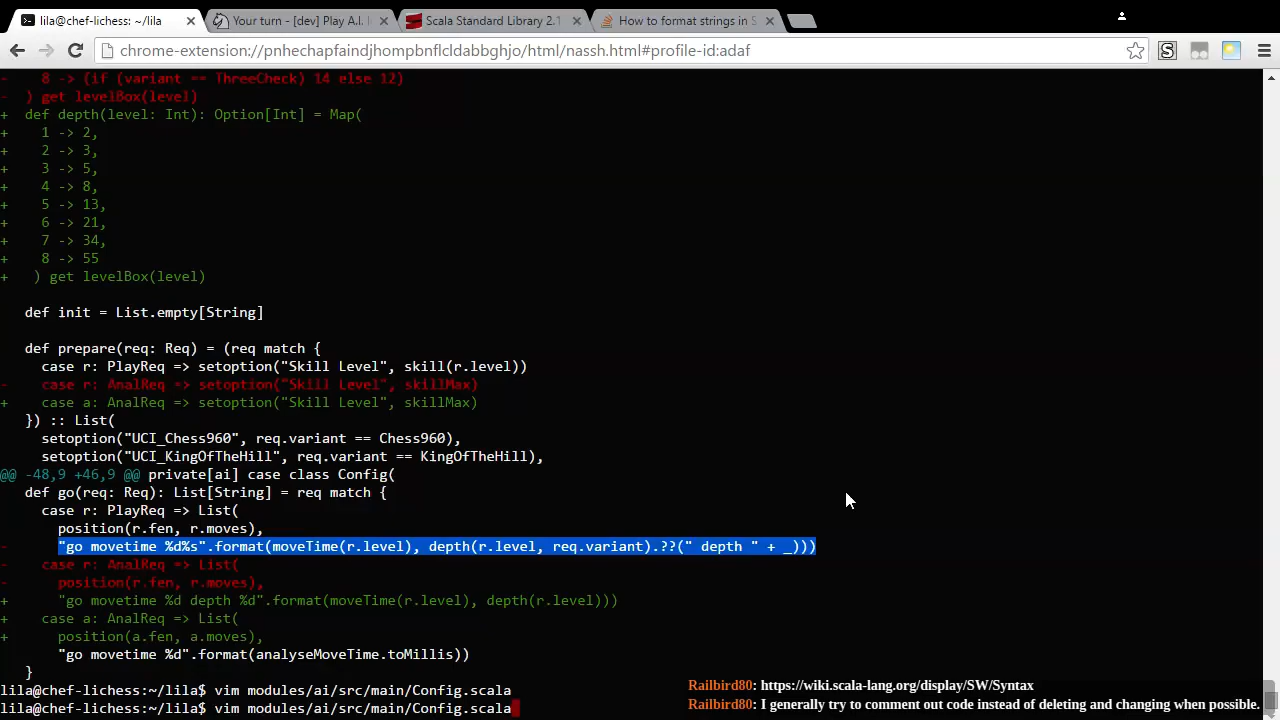 lila@chef-lichess: ~/lila
Your turn - [dev] Play A.I. l
Scala Standard Library 2.1
How to format strings in S
chrome-extension://pnhechapfaindjhompbnflcldabbghjo/html/nassh.html#profile-id:adaf
-     8 -> (if (variant == ThreeCheck) 14 else 12)
-   ) get levelBox(level)
+   def depth(level: Int): Option[Int] = Map(
+     1 -> 2,
+     2 -> 3,
+     3 -> 5,
+     4 -> 8,
+     5 -> 13,
+     6 -> 21,
+     7 -> 34,
+     8 -> 55
+    ) get levelBox(level)
def init = List.empty[String]
def prepare(req: Req) = (req match {
case r: PlayReq => setoption("Skill Level", skill(r.level))
-     case r: AnalReq => setoption("Skill Level", skillMax)
+     case a: AnalReq => setoption("Skill Level", skillMax)
}) :: List(
setoption("UCI_Chess960", req.variant == Chess960),
setoption("UCI_KingOfTheHill", req.variant == KingOfTheHill),
@@ -48,9 +46,9 @@ private[ai] case class Config(
def go(req: Req): List[String] = req match {
case r: PlayReq => List(
position(r.fen, r.moves),
-       "go movetime %d%s".format(moveTime(r.level), depth(r.level, req.variant).??(" depth " + _)))
-     case r: AnalReq => List(
-       position(r.fen, r.moves),
+       "go movetime %d depth %d".format(moveTime(r.level), depth(r.level)))
+     case a: AnalReq => List(
+       position(a.fen, a.moves),
"go movetime %d".format(analyseMoveTime.toMillis))
}
lila@chef-lichess:~/lila$ vim modules/ai/src/main/Config.scala
lila@chef-lichess:~/lila$ vim modules/ai/src/main/Config.scala
Railbird80: https://wiki.scala-lang.org/display/SW/Syntax
Railbird80: I generally try to comment out code instead of deleting and changing when possible.